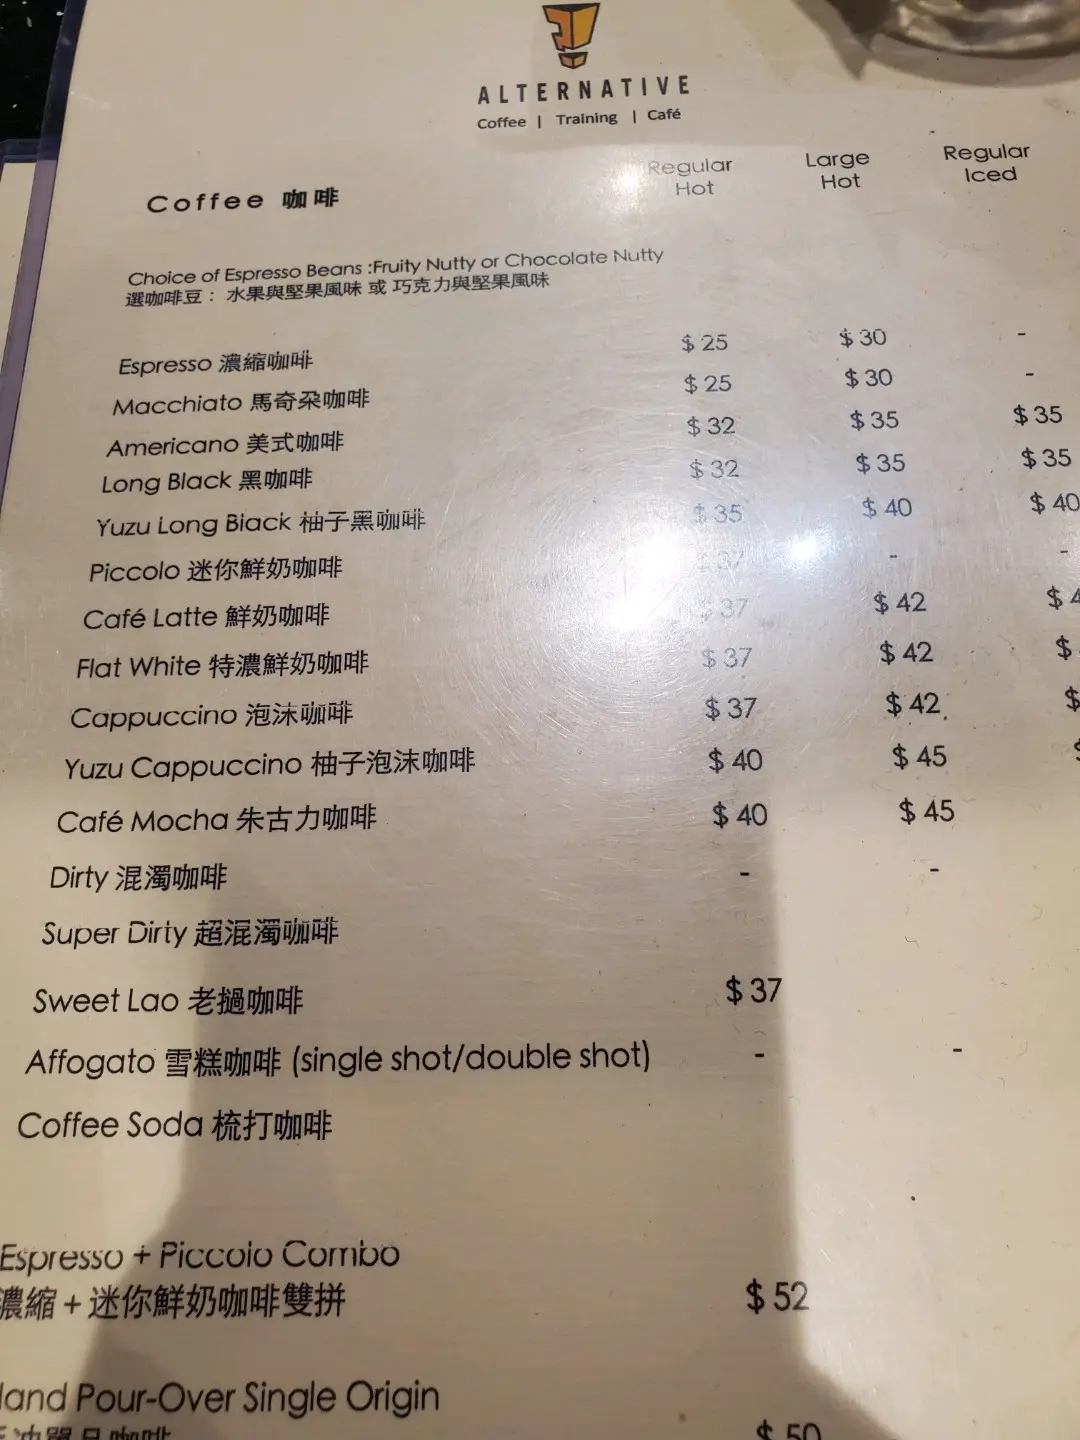 ALTERNATIVE
Coffee | Training | Café
Coffee 咖啡 Regular Hot Large Hot Regular Iced
Choice of Espresso Beans :Fruity Nutty or Chocolate Nutty
選咖啡豆： 水果與堅果風味 或 巧克力與堅果風味
Espresso 濃縮咖啡 $ 25 $ 30 -
Macchiato 馬奇朵咖啡 $ 25 $ 30 -
Americano 美式咖啡 $ 32 $ 35 $ 35
Long Black 黑咖啡 $ 32 $ 35 $ 35
Yuzu Long Black 柚子黑咖啡 $ 35 $ 40 $ 40
Piccolo 迷你鮮奶咖啡 $ 37 - -
Café Latte 鮮奶咖啡 $ 37 $ 42 $
Flat White 特濃鮮奶咖啡 $ 37 $ 42 $
Cappuccino 泡沫咖啡 $ 37 $ 42 $
Yuzu Cappuccino 柚子泡沫咖啡 $ 40 $ 45
Café Mocha 朱古力咖啡 $ 40 $ 45
Dirty 混濁咖啡 - -
Super Dirty 超混濁咖啡
Sweet Lao 老撾咖啡 $ 37
Affogato 雪糕咖啡 (single shot/double shot) - -
Coffee Soda 梳打咖啡
Espresso + Piccolo Combo
濃縮 + 迷你鮮奶咖啡雙拼 $ 52
Pour-Over Single Origin
$ 50